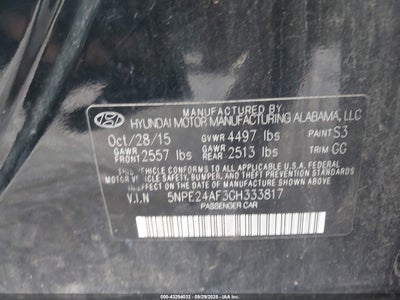 MANUFACTURED BY
HYUNDAI MOTOR MANUFACTURING ALABAMA, LLC
Oct/28/15 GVWR 4497 lbs PAINT S3
GAWR FRONT 2557 lbs GAWR REAR 2513 lbs TRIM GG
THIS VEHICLE CONFORMS TO ALL APPLICABLE U.S. FEDERAL MOTOR
VEHICLE SAFETY, BUMPER, AND THEFT PREVENTION STANDARDS
IN EFFECT ON THE DATE OF MANUFACTURE SHOWN ABOVE.
V.I.N 5NPE24AF3GH333817
PASSENGER CAR
43294032 09/29/2025 IAA